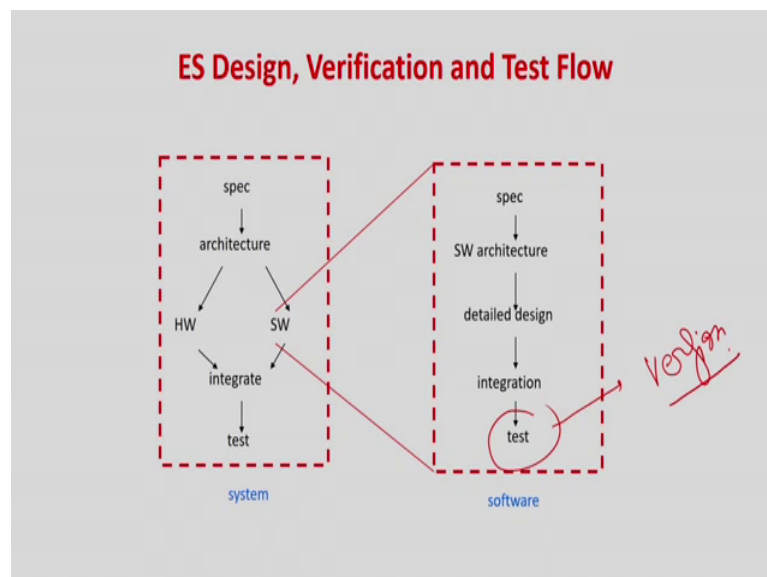 ES Design, Verification and Test Flow
spec
architecture
HW
SW
integrate
test
system
spec
SW architecture
detailed design
integration
test
software